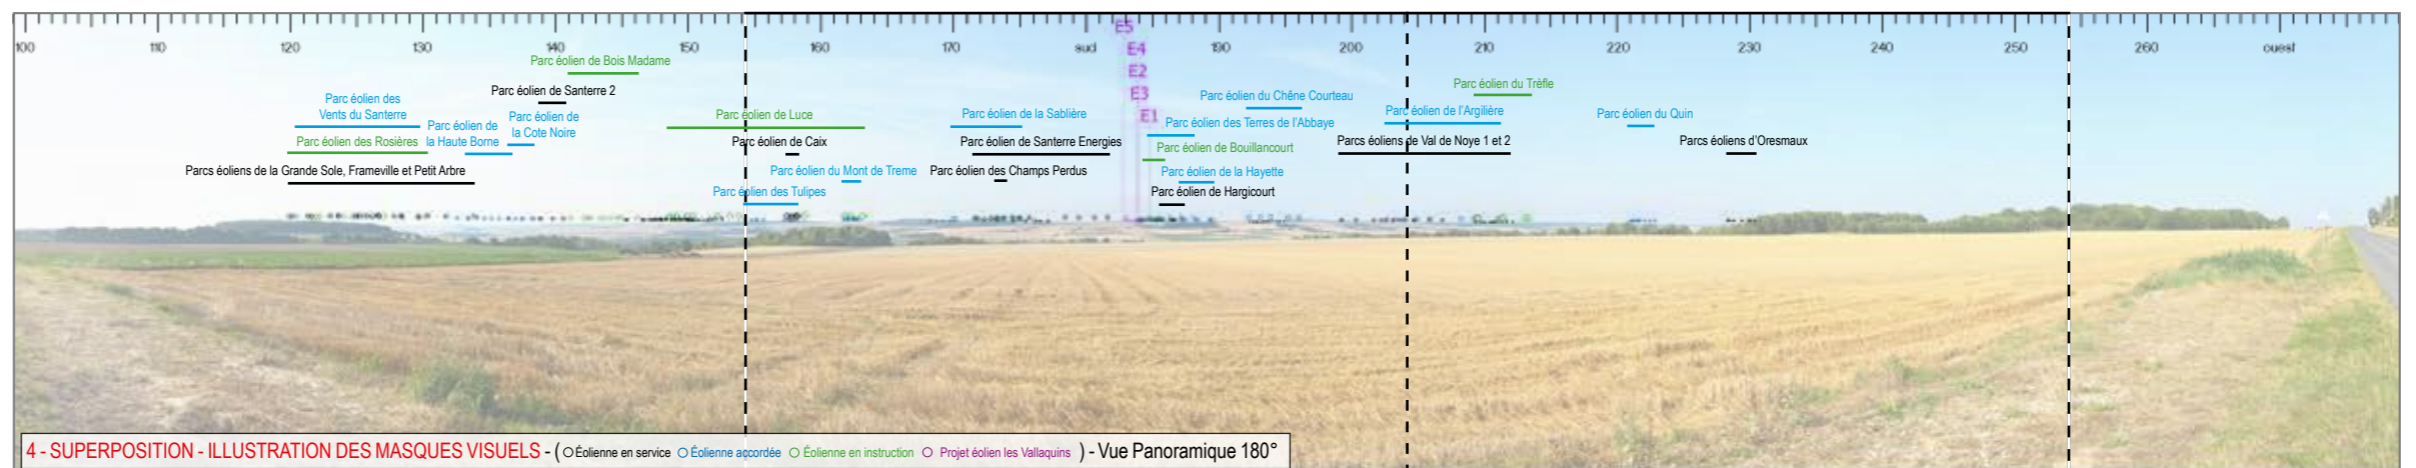 100 110 120 130 140 150 160 170 sud 190 200 210 220 230 240 250 260 ouest
E5
E4
E2
E3
E1
Parc éolien de Bois Madame
Parc éolien de Santerre 2
Parc éolien des
Vents du Santerre
Parc éolien de
la Haute Borne
Parc éolien de
la Cote Noire
Parc éolien des Rosières
Parcs éoliens de la Grande Sole, Frameville et Petit Arbre
Parc éolien de Luce
Parc éolien de Caix
Parc éolien du Mont de Treme
Parc éolien des Tulipes
Parc éolien de la Sablière
Parc éolien de Santerre Energies
Parc éolien des Champs Perdus
Parc éolien du Chêne Courteau
Parc éolien des Terres de l'Abbaye
Parc éolien de Bouillancourt
Parc éolien de la Hayette
Parc éolien de Hargicourt
Parc éolien du Trèfle
Parc éolien de l'Argilière
Parcs éoliens de Val de Noye 1 et 2
Parc éolien du Quin
Parcs éoliens d'Oresmaux
4 - SUPERPOSITION - ILLUSTRATION DES MASQUES VISUELS - ( Éolienne en service Éolienne accordée Éolienne en instruction Projet éolien les Vallaquins ) - Vue Panoramique 180°